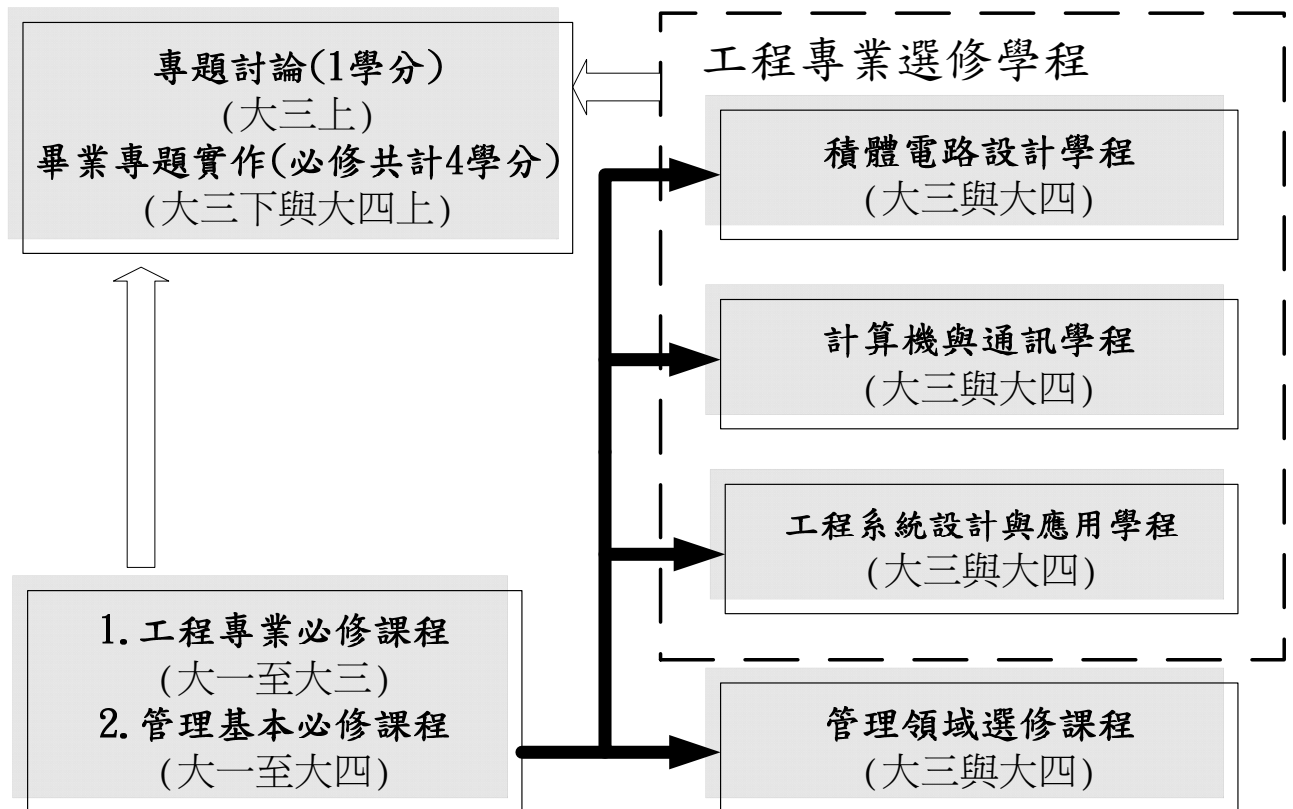 專題討論(1學分)
(大三上)
畢業專題實作(必修共計4學分)
(大三下與大四上)
工程專業選修學程
積體電路設計學程
(大三與大四)
計算機與通訊學程
(大三與大四)
工程系統設計與應用學程
(大三與大四)
1.工程專業必修課程
(大一至大三)
2.管理基本必修課程
(大一至大四)
管理領域選修課程
(大三與大四)